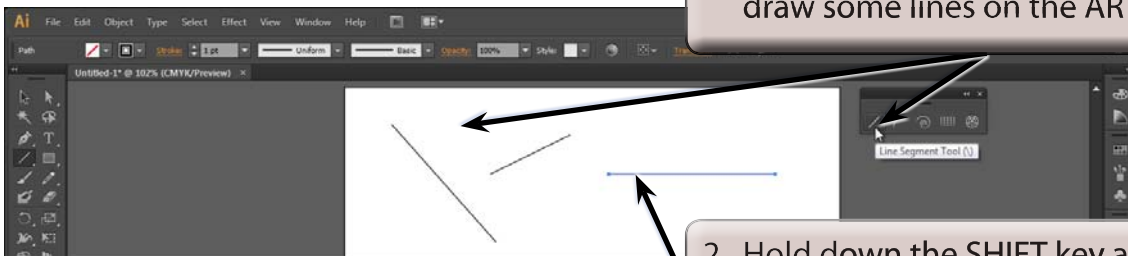 draw some lines on the AR
Ai File Edit Object Type Select Effect View Window Help
Path Stroke: 1 pt Uniform Basic Opacity: 100% Style:
Untitled-1* @ 102% (CMYK/Preview) ×
Line Segment Tool (\)
2. Hold down the SHIFT key a